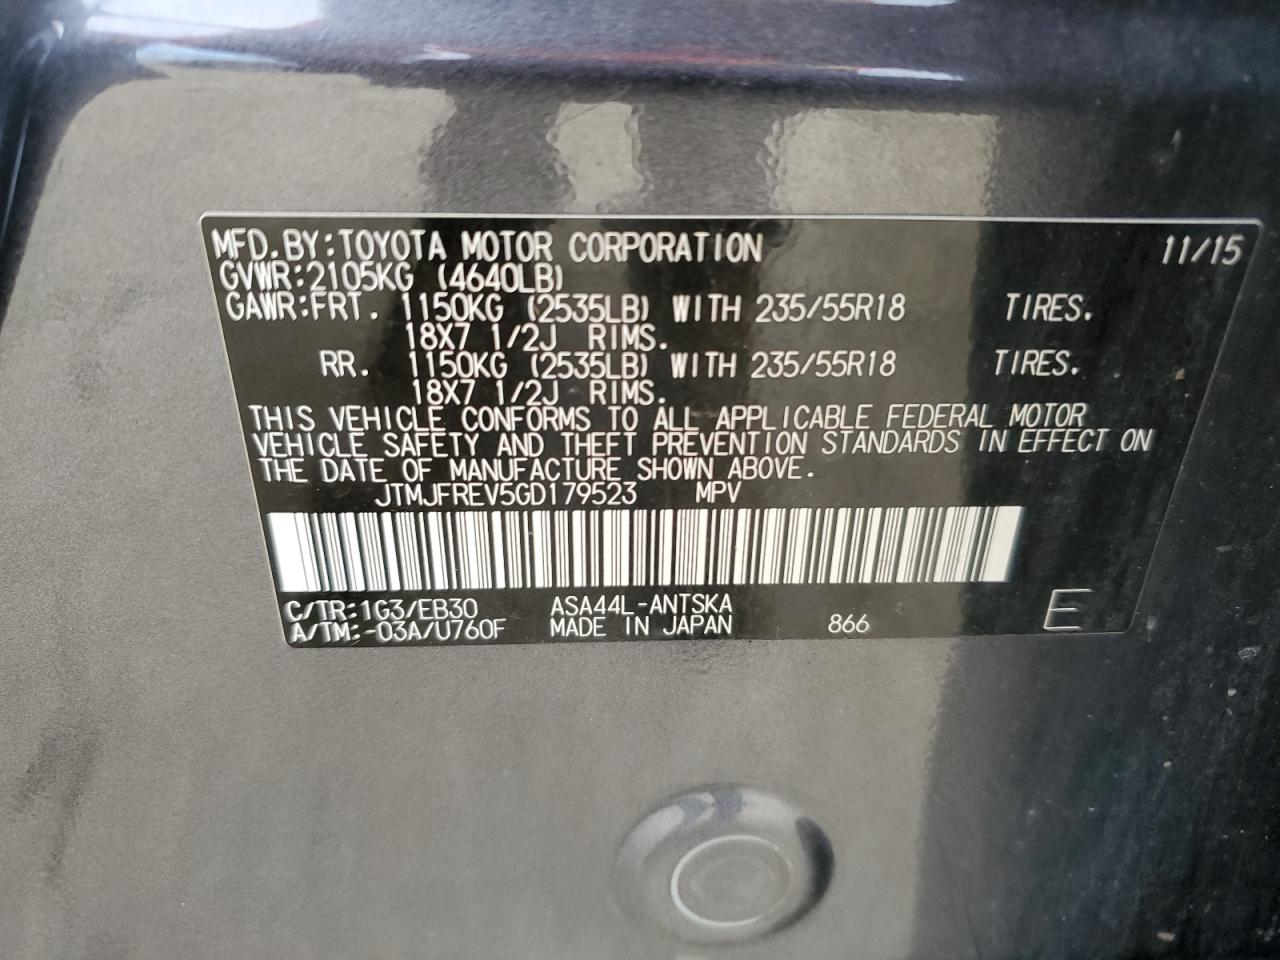 MFD.BY:TOYOTA MOTOR CORPORATION 11/15
GVWR:2105KG (4640LB)
GAWR:FRT. 1150KG (2535LB) WITH 235/55R18 TIRES.
18X7 1/2J RIMS.
RR. 1150KG (2535LB) WITH 235/55R18 TIRES.
18X7 1/2J RIMS.
THIS VEHICLE CONFORMS TO ALL APPLICABLE FEDERAL MOTOR
VEHICLE SAFETY AND THEFT PREVENTION STANDARDS IN EFFECT ON
THE DATE OF MANUFACTURE SHOWN ABOVE.
JTMJFREV5GD179523 MPV
C/TR:1G3/EB30 ASA44L-ANTSKA
A/TM:-03A/U760F MADE IN JAPAN 866 E